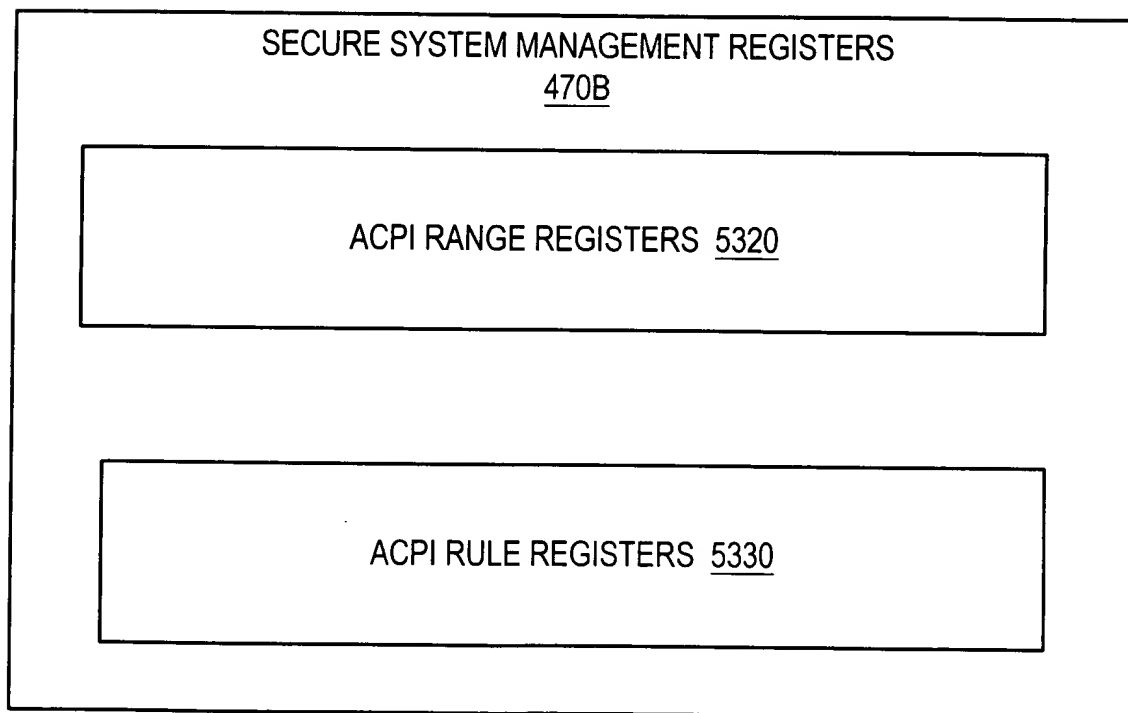 SECURE SYSTEM MANAGEMENT REGISTERS
470B
ACPI RANGE REGISTERS 5320
ACPI RULE REGISTERS 5330